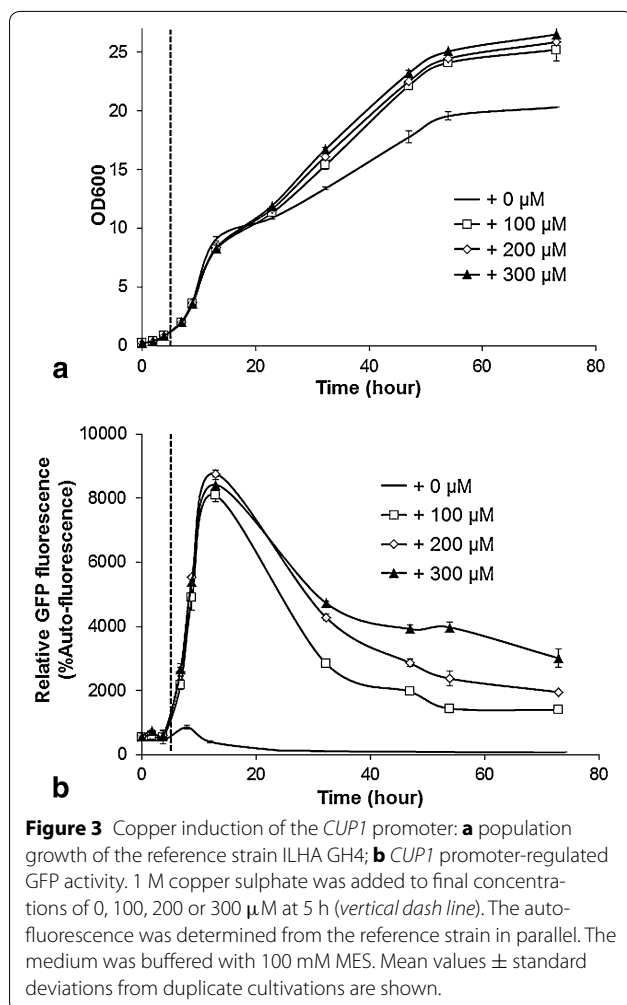 25
20
15
10
5
0
OD600
+ 0 µM
+ 100 µM
+ 200 µM
+ 300 µM
0 20 40 60 80
Time (hour)
a
10000
8000
6000
4000
2000
0
Relative GFP fluorescence
(%Auto-fluorescence)
+ 0 µM
+ 100 µM
+ 200 µM
+ 300 µM
0 20 40 60 80
Time (hour)
b
Figure 3 Copper induction of the CUP1 promoter: a population
growth of the reference strain ILHA GH4; b CUP1 promoter-regulated
GFP activity. 1 M copper sulphate was added to final concentra-
tions of 0, 100, 200 or 300 µM at 5 h (vertical dash line). The auto-
fluorescence was determined from the reference strain in parallel. The
medium was buffered with 100 mM MES. Mean values ± standard
deviations from duplicate cultivations are shown.